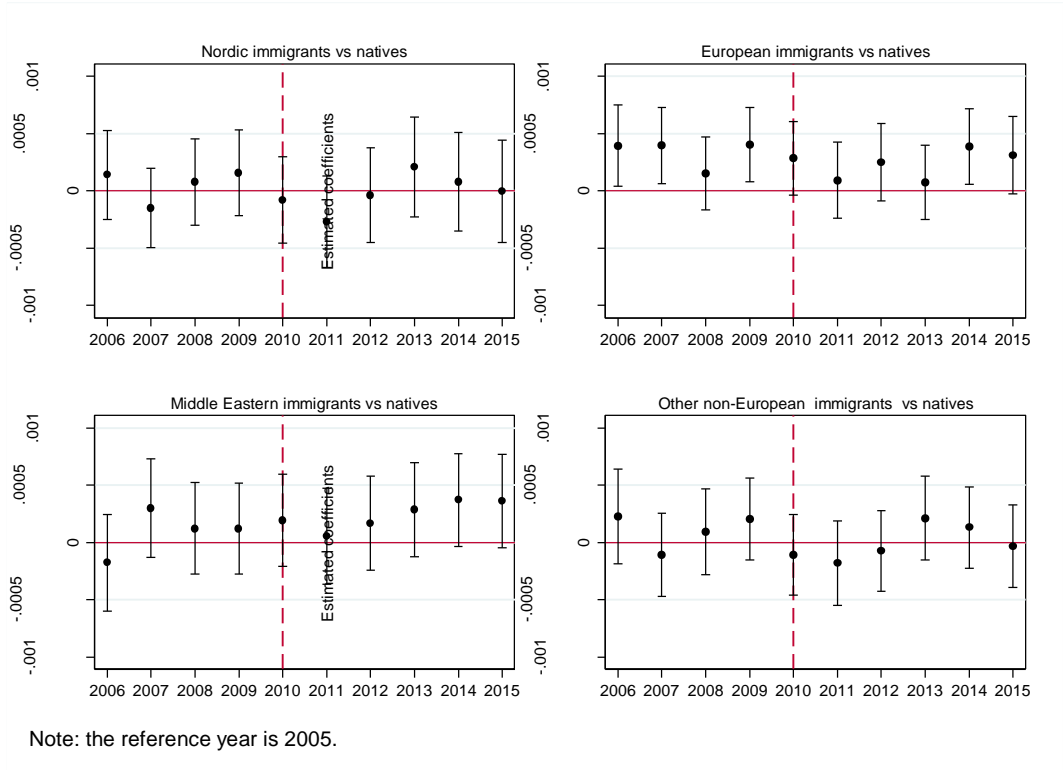 Nordic immigrants vs natives
.001
.0005
0
-.0005
-.001
Estimated coefficients
2006 2007 2008 2009 2010 2011 2012 2013 2014 2015
European immigrants vs natives
.001
.0005
0
-.0005
-.001
2006 2007 2008 2009 2010 2011 2012 2013 2014 2015
Middle Eastern immigrants vs natives
.001
.0005
0
-.0005
-.001
Estimated coefficients
2006 2007 2008 2009 2010 2011 2012 2013 2014 2015
Other non-European  immigrants  vs natives
.001
.0005
0
-.0005
-.001
2006 2007 2008 2009 2010 2011 2012 2013 2014 2015
Note: the reference year is 2005.